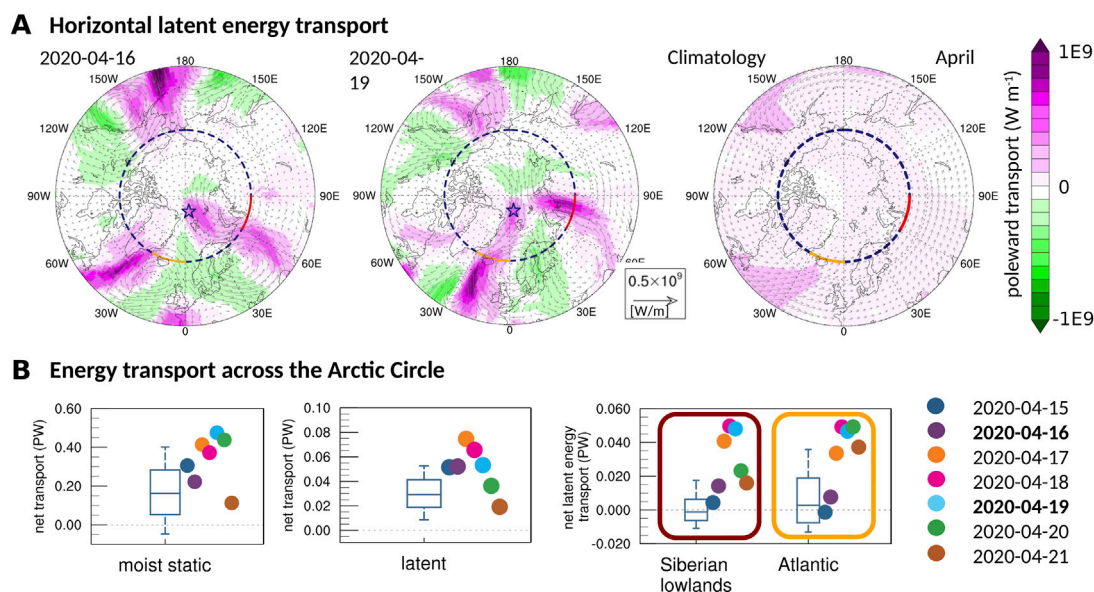 A Horizontal latent energy transport
2020-04-16
180
150W
150E
120W
120E
90W
90E
60W
60E
30W
30E
0
2020-04-
19
180
150W
150E
120W
120E
90W
90E
60W
60E
30W
30E
0
0.5×10⁹
[W/m]
Climatology
April
180
150W
150E
120W
120E
90W
90E
60W
60E
30W
30E
0
1E9
0
-1E9
poleward transport (W m⁻¹)
B Energy transport across the Arctic Circle
net transport (PW)
0.60
0.40
0.20
0.00
moist static
net transport (PW)
0.10
0.08
0.06
0.04
0.02
0.00
latent
net latent energy
transport (PW)
0.060
0.040
0.020
0.000
-0.020
Siberian
lowlands
Atlantic
2020-04-15
2020-04-16
2020-04-17
2020-04-18
2020-04-19
2020-04-20
2020-04-21